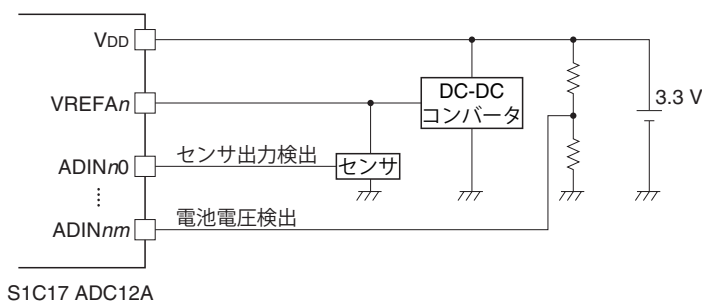 VDD
VREFAn
DC-DC
コンバータ
3.3 V
センサ出力検出
ADINn0
センサ
電池電圧検出
ADINnm
S1C17 ADC12A